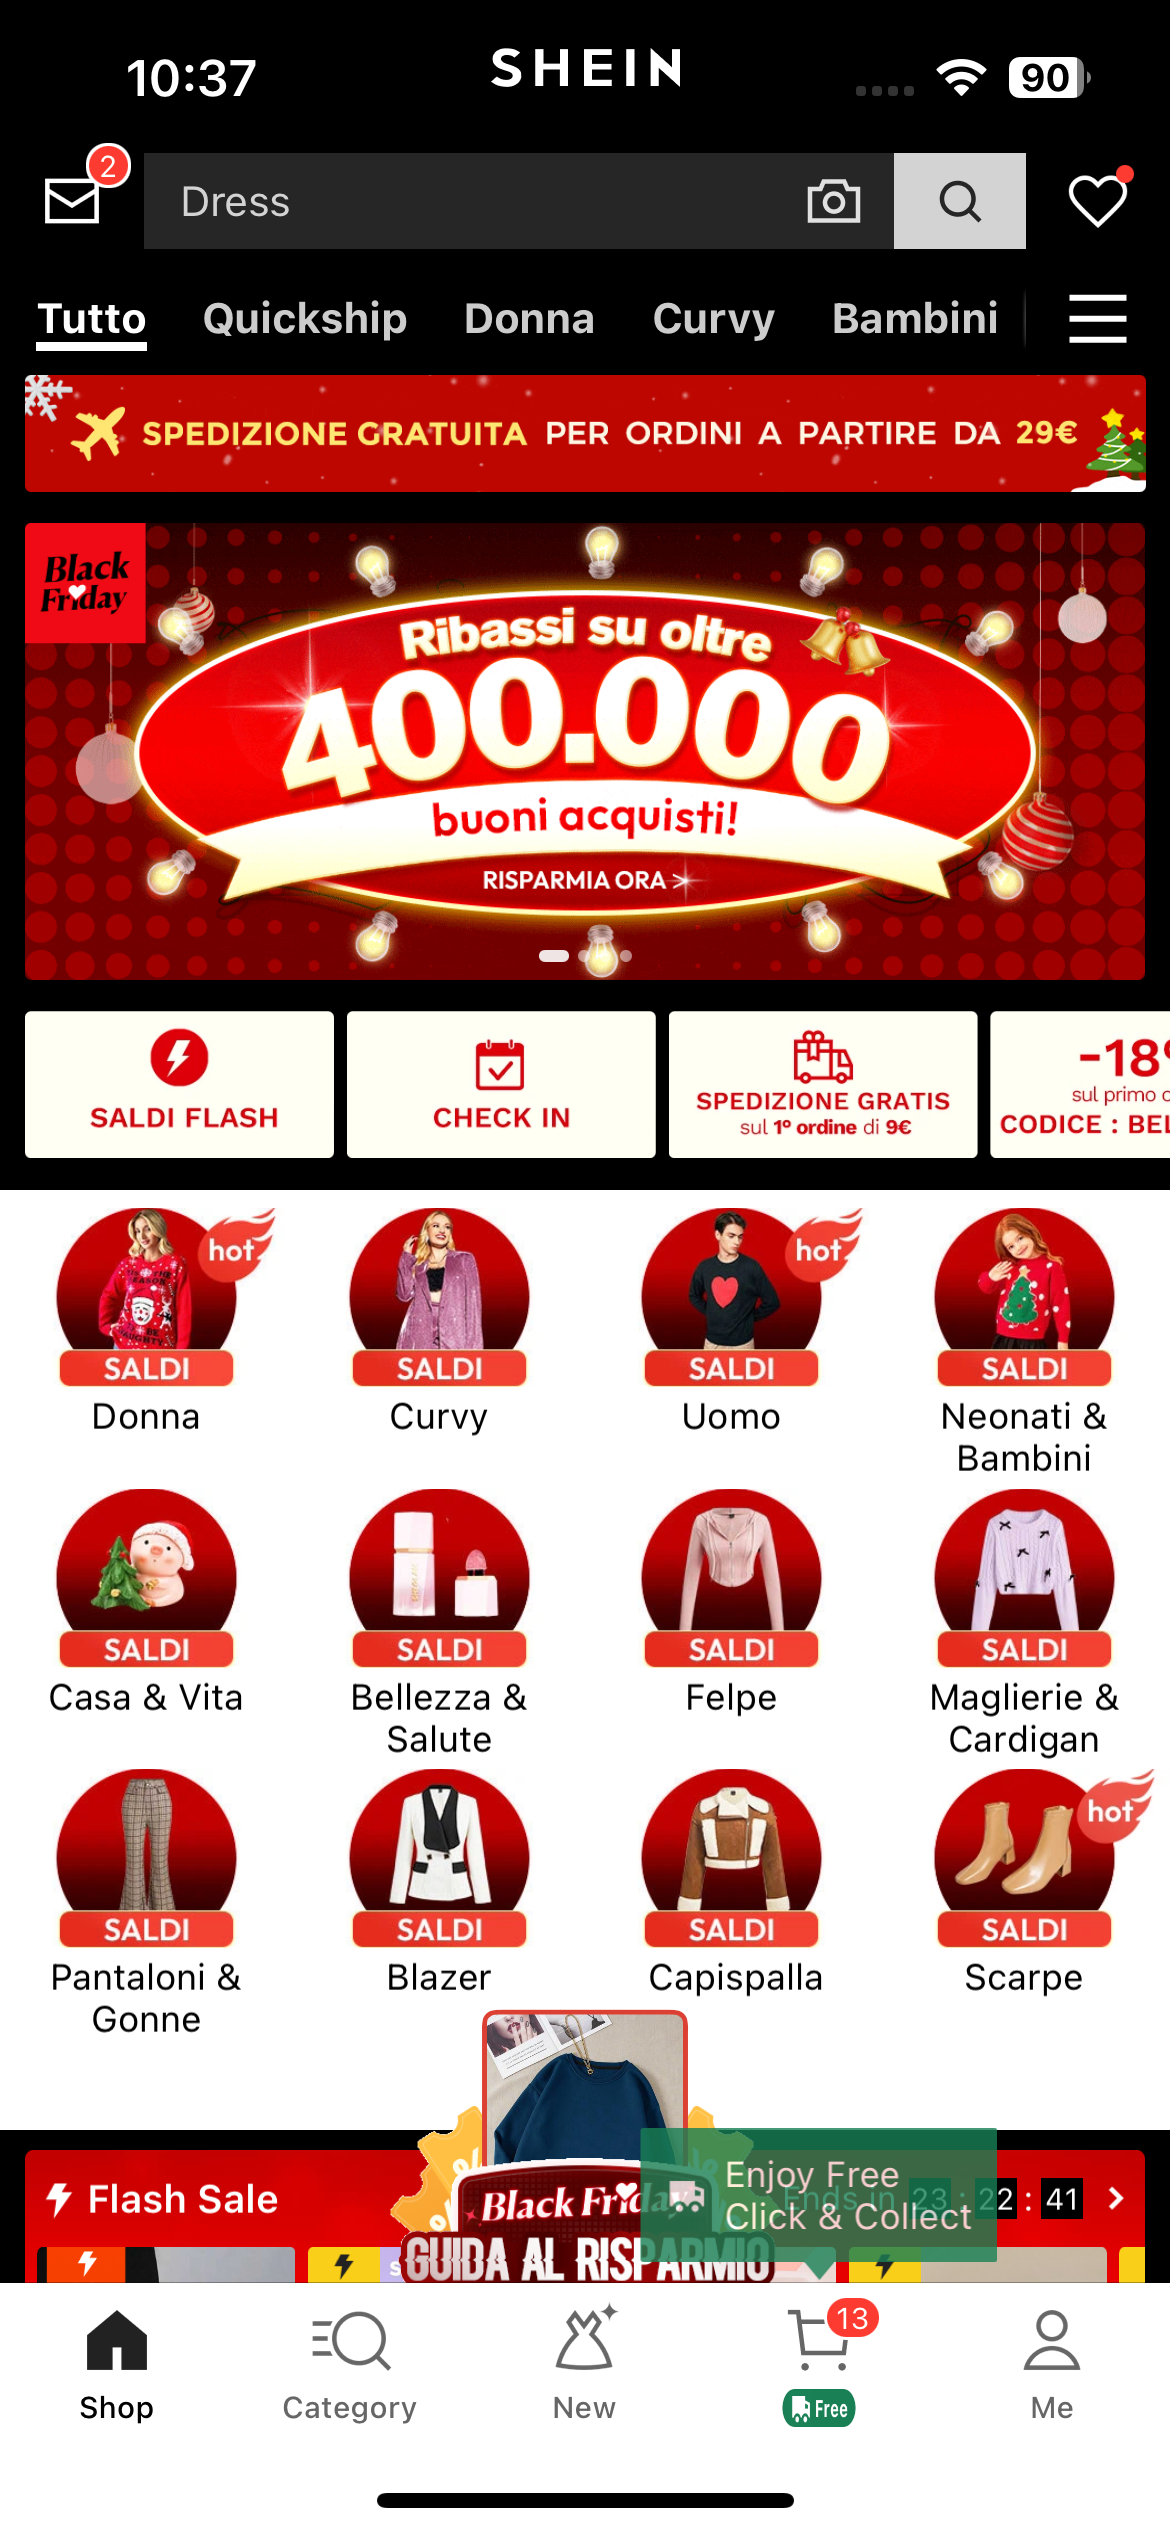 10:37
SHEIN
90
2
Dress
Tutto Quickship Donna Curvy Bambini
SPEDIZIONE GRATUITA PER ORDINI A PARTIRE DA 29€
Black
Friday
Ribassi su oltre
400.000
buoni acquisti!
RISPARMIA ORA >
SALDI FLASH
CHECK IN
SPEDIZIONE GRATIS
sul 1º ordine di 9€
-18
sul primo
CODICE :
hot
hot
SALDI SALDI SALDI SALDI
Donna Curvy Uomo Neonati &
Bambini
SALDI SALDI SALDI SALDI
Casa & Vita Bellezza &
Salute
Felpe Maglierie &
Cardigan
hot
SALDI SALDI SALDI SALDI
Pantaloni &
Gonne
Blazer Capispalla Scarpe
Flash Sale
Ends in 23 : 22 : 41
Black Friday
GUIDA AL RISPARMIO
Enjoy Free
Click & Collect
13
Free
Shop Category New Me